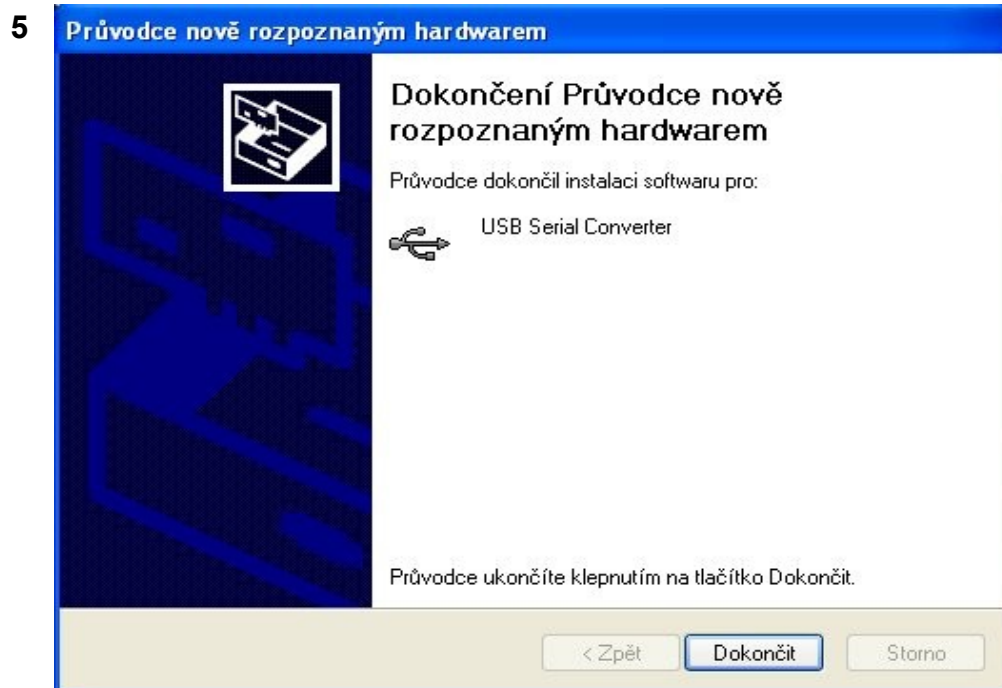 5
Průvodce nově rozpoznaným hardwarem
Dokončení Průvodce nově
rozpoznaným hardwarem
Průvodce dokončil instalaci softwaru pro:
USB Serial Converter
Průvodce ukončíte klepnutím na tlačítko Dokončit.
< Zpět Dokončit Storno